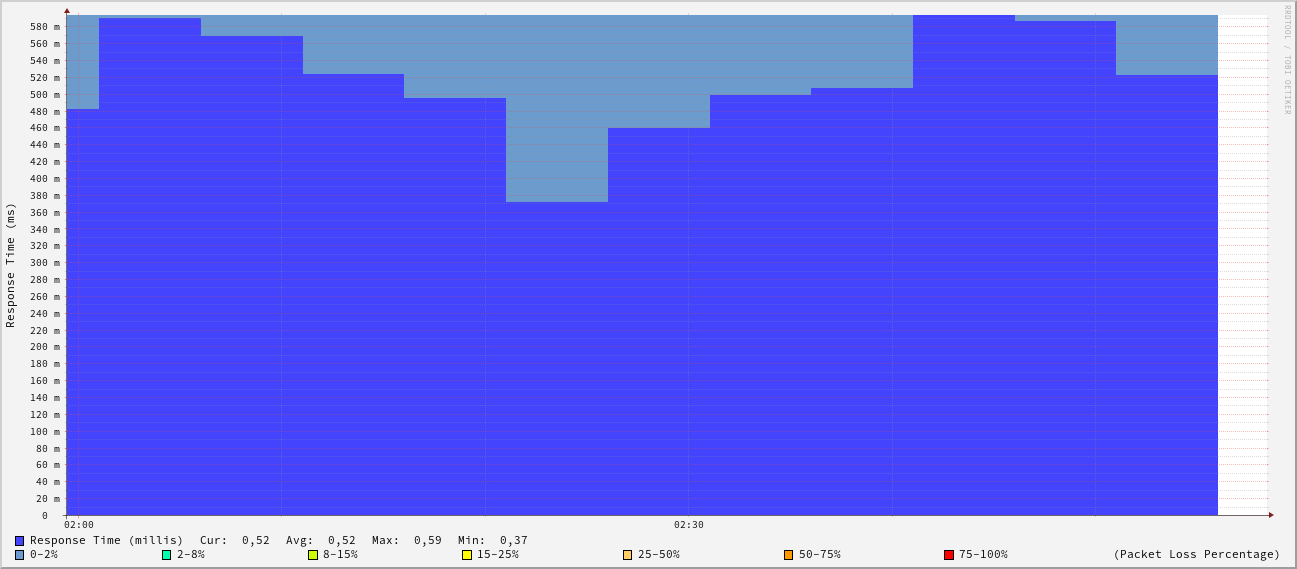 RRDTOOL / TOBI OETIKER
Response Time (ms)
580 m
560 m
540 m
520 m
500 m
480 m
460 m
440 m
420 m
400 m
380 m
360 m
340 m
320 m
300 m
280 m
260 m
240 m
220 m
200 m
180 m
160 m
140 m
120 m
100 m
80 m
60 m
40 m
20 m
0
02:00 02:30
Response Time (millis) Cur: 0,52 Avg: 0,52 Max: 0,59 Min: 0,37
0-2% 2-8% 8-15% 15-25% 25-50% 50-75% 75-100% (Packet Loss Percentage)